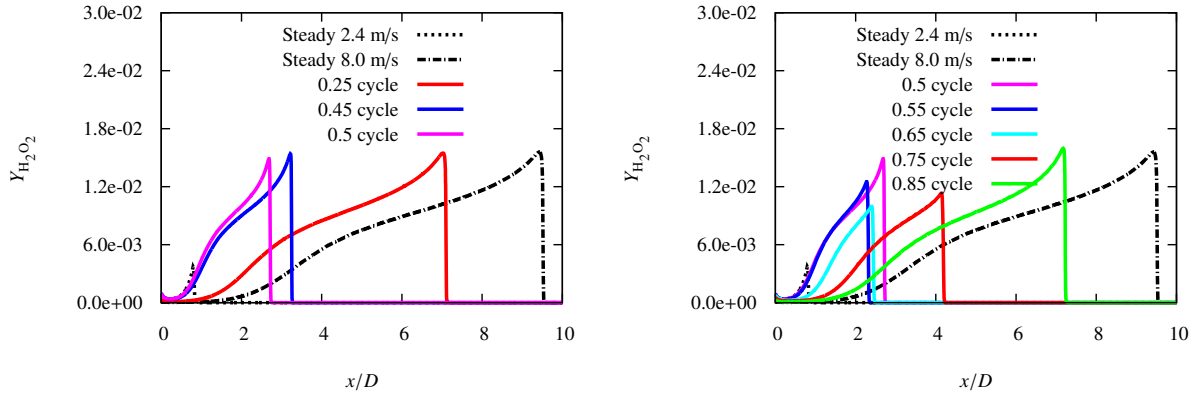 3.0e-02
2.4e-02
1.8e-02
1.2e-02
6.0e-03
0.0e+00
Y_H2O2
Steady 2.4 m/s
Steady 8.0 m/s
0.25 cycle
0.45 cycle
0.5 cycle
0 2 4 6 8 10
x/D
3.0e-02
2.4e-02
1.8e-02
1.2e-02
6.0e-03
0.0e+00
Y_H2O2
Steady 2.4 m/s
Steady 8.0 m/s
0.5 cycle
0.55 cycle
0.65 cycle
0.75 cycle
0.85 cycle
0 2 4 6 8 10
x/D